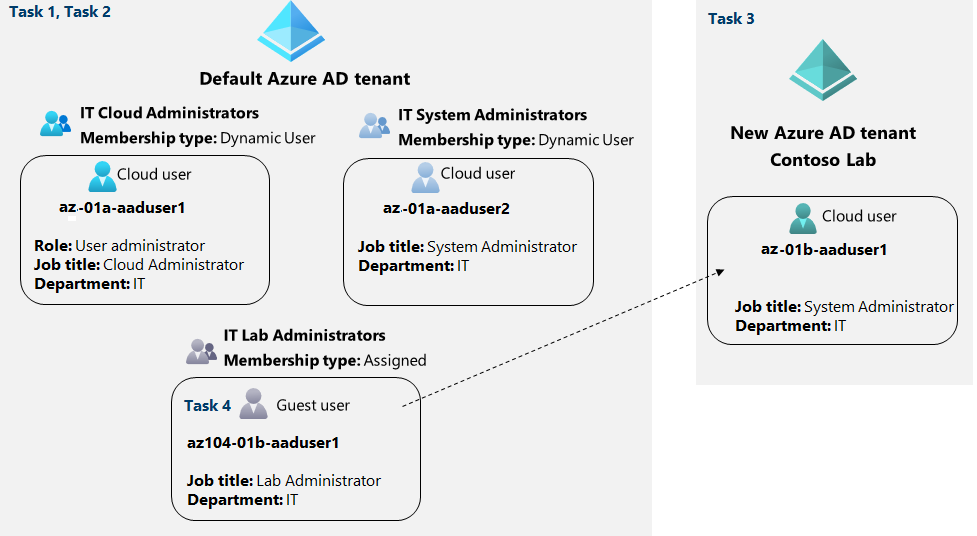 Task 1, Task 2
Default Azure AD tenant
IT Cloud Administrators
Membership type: Dynamic User
Cloud user
az-01a-aaduser1
Role: User administrator
Job title: Cloud Administrator
Department: IT
IT System Administrators
Membership type: Dynamic User
Cloud user
az-01a-aaduser2
Job title: System Administrator
Department: IT
IT Lab Administrators
Membership type: Assigned
Task 4 Guest user
az104-01b-aaduser1
Job title: Lab Administrator
Department: IT
Task 3
New Azure AD tenant
Contoso Lab
Cloud user
az-01b-aaduser1
Job title: System Administrator
Department: IT